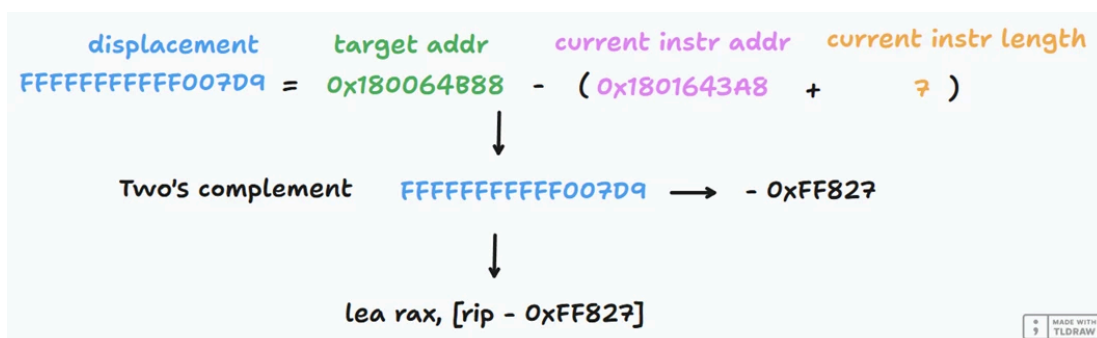 displacement target addr current instr addr current instr length
FFFFFFFFFFF007D9 = 0x180064B88 - ( 0x1801643A8 + 7 )
Two's complement FFFFFFFFFFF007D9 → - 0xFF827
lea rax, [rip - 0xFF827]
MADE WITH
TLDRAW